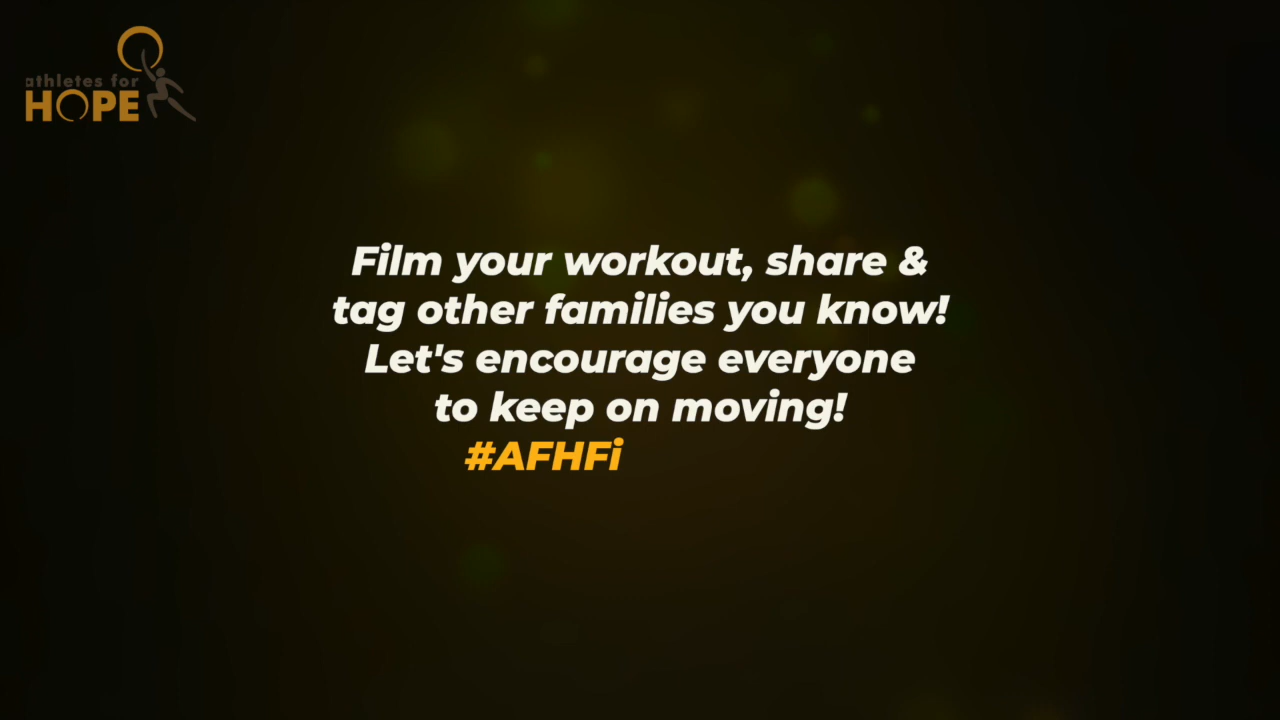 athletes for
HOPE
Film your workout, share &
tag other families you know!
Let's encourage everyone
to keep on moving!
#AFHFi